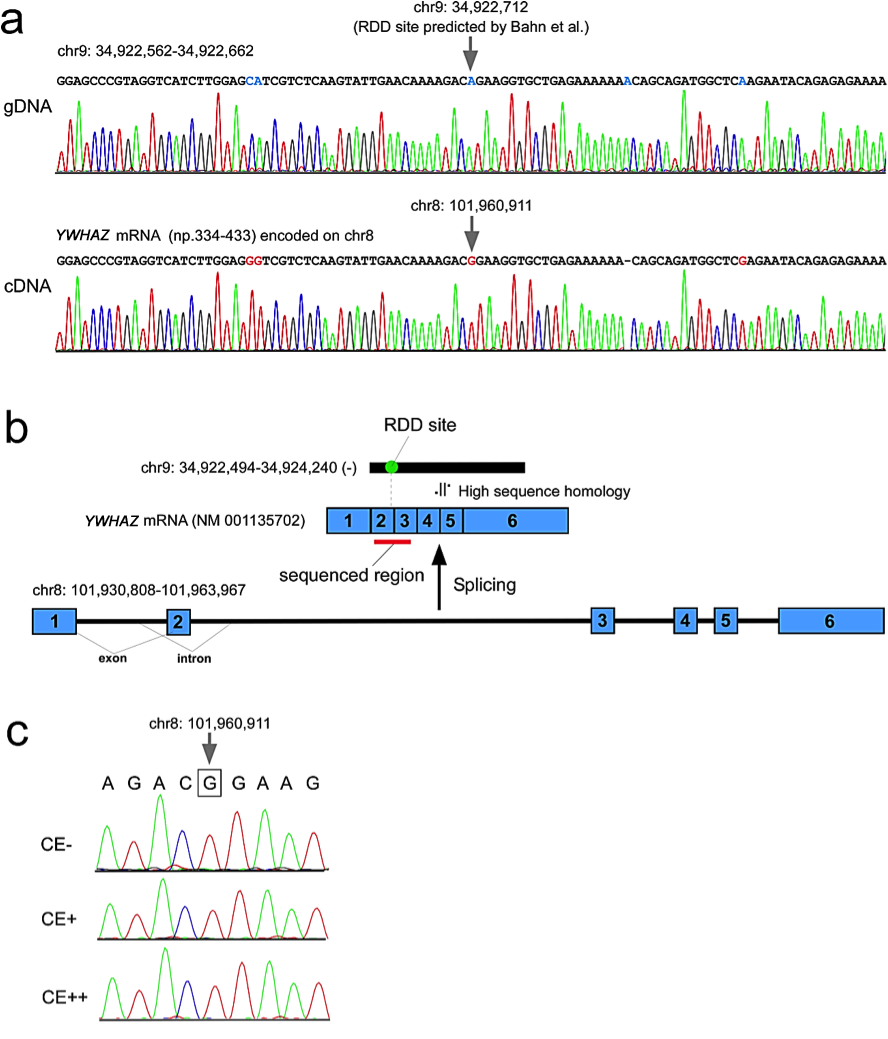 a
chr9: 34,922,712
(RDD site predicted by Bahn et al.)
chr9: 34,922,562-34,922,662
GGAGCCCGTAGGTCATCTTGGAGCATCGTCTCAAGTATTGAACAAAAGACAGAAGGTGCTGAGAAAAAAACAGCAGATGGCTCAAGAATACAGAGAGAAAA
gDNA
chr8: 101,960,911
YWHAZ mRNA (np.334-433) encoded on chr8
GGAGCCCGTAGGTCATCTTGGAGGGTCGTCTCAAGTATTGAACAAAAGACGGAAGGTGCTGAGAAAAAA-CAGCAGATGGCTCGAGAATACAGAGAGAAAA
cDNA
b
RDD site
chr9: 34,922,494-34,924,240 (-)
High sequence homology
YWHAZ mRNA (NM 001135702)
1 2 3 4 5 6
sequenced region
Splicing
chr8: 101,930,808-101,963,967
1 2 3 4 5 6
exon intron
c
chr8: 101,960,911
A G A C G G A A G
CE-
CE+
CE++